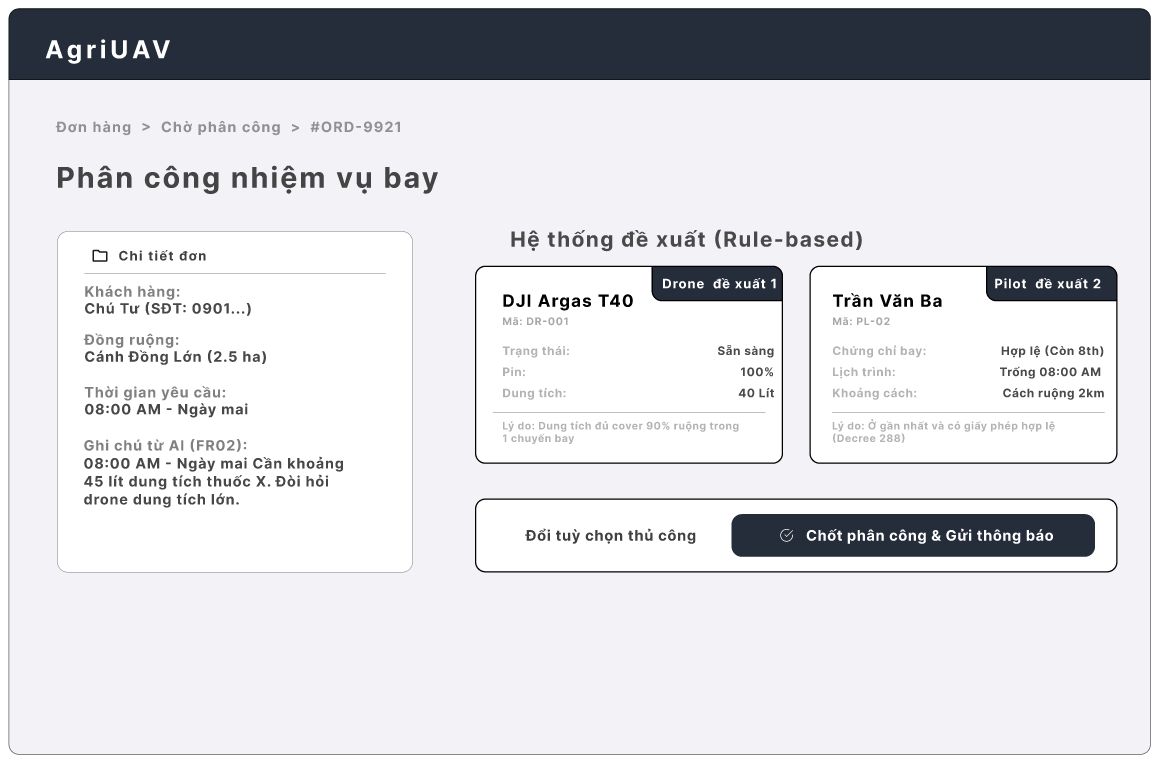 AgriUAV
Đơn hàng > Chờ phân công > #ORD-9921
Phân công nhiệm vụ bay
Chi tiết đơn
Khách hàng:
Chú Tư (SĐT: 0901...)
Đồng ruộng:
Cánh Đồng Lớn (2.5 ha)
Thời gian yêu cầu:
08:00 AM - Ngày mai
Ghi chú từ AI (FR02):
08:00 AM - Ngày mai Cần khoảng
45 lít dung tích thuốc X. Đòi hỏi
drone dung tích lớn.
Hệ thống đề xuất (Rule-based)
Drone đề xuất 1
DJI Argas T40
Mã: DR-001
Trạng thái: Sẵn sàng
Pin: 100%
Dung tích: 40 Lít
Lý do: Dung tích đủ cover 90% ruộng trong
1 chuyến bay
Pilot đề xuất 2
Trần Văn Ba
Mã: PL-02
Chứng chỉ bay: Hợp lệ (Còn 8th)
Lịch trình: Trống 08:00 AM
Khoảng cách: Cách ruộng 2km
Lý do: Ở gần nhất và có giấy phép hợp lệ
(Decree 288)
Đổi tuỳ chọn thủ công
Chốt phân công & Gửi thông báo